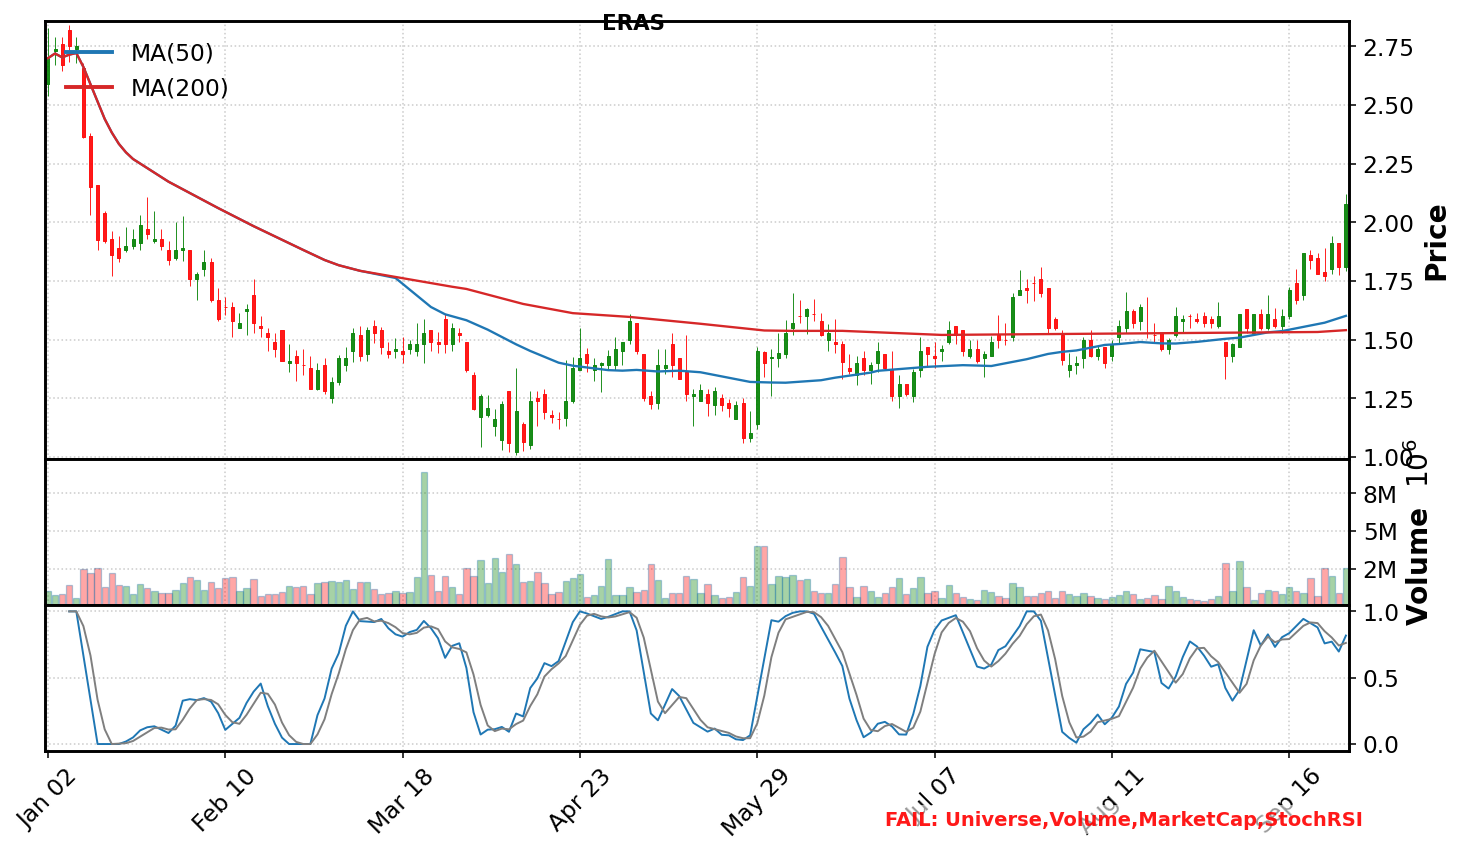 ERAS
MA(50)
MA(200)
2.75
2.50
2.25
2.00
1.75
1.50
1.25
1.00
Price
10^6
8M
5M
2M
Volume
1.0
0.5
0.0
Jan 02
Feb 10
Mar 18
Apr 23
May 29
Jul 07
Aug 11
Sep 16
FAIL: Universe,Volume,MarketCap,StochRSI